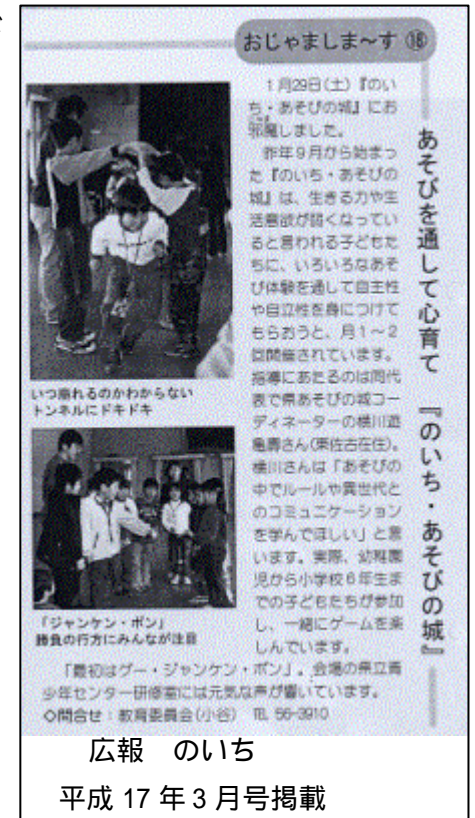 おじゃましま〜す ⑱
あそびを通して心育て 『のいち・あそびの城』
1月29日(土)『のい
ち・あそびの城』にお
邪魔しました。
昨年9月から始まっ
た『のいち・あそびの
城』は、生きる力や生
活意欲が弱くなってい
ると言われる子どもた
ちに、いろいろなあそ
び体験を通して自主性
や自立性を身につけて
もらおうと、月1〜2
回開催されています。
指導にあたるのは同代
表で県あそびの城コー
ディネーターの横川遊
亀壽さん(東佐古在住)。
横川さんは「あそびの
中でルールや異世代と
のコミュニケーション
を学んでほしい」と言
います。実際、幼稚園
児から小学校6年生ま
での子どもたちが参加
し、一緒にゲームを楽
しんでいます。
「最初はグー・ジャンケン・ポン」。会場の県立青
少年センター研修室には元気な声が響いています。
◇問合せ:教育委員会(小谷) TEL 56-3910
いつ崩れるのかわからない
トンネルにドキドキ
「ジャンケン・ポン」
勝負の行方にみんなが注目
広報 のいち
平成 17 年 3 月号掲載